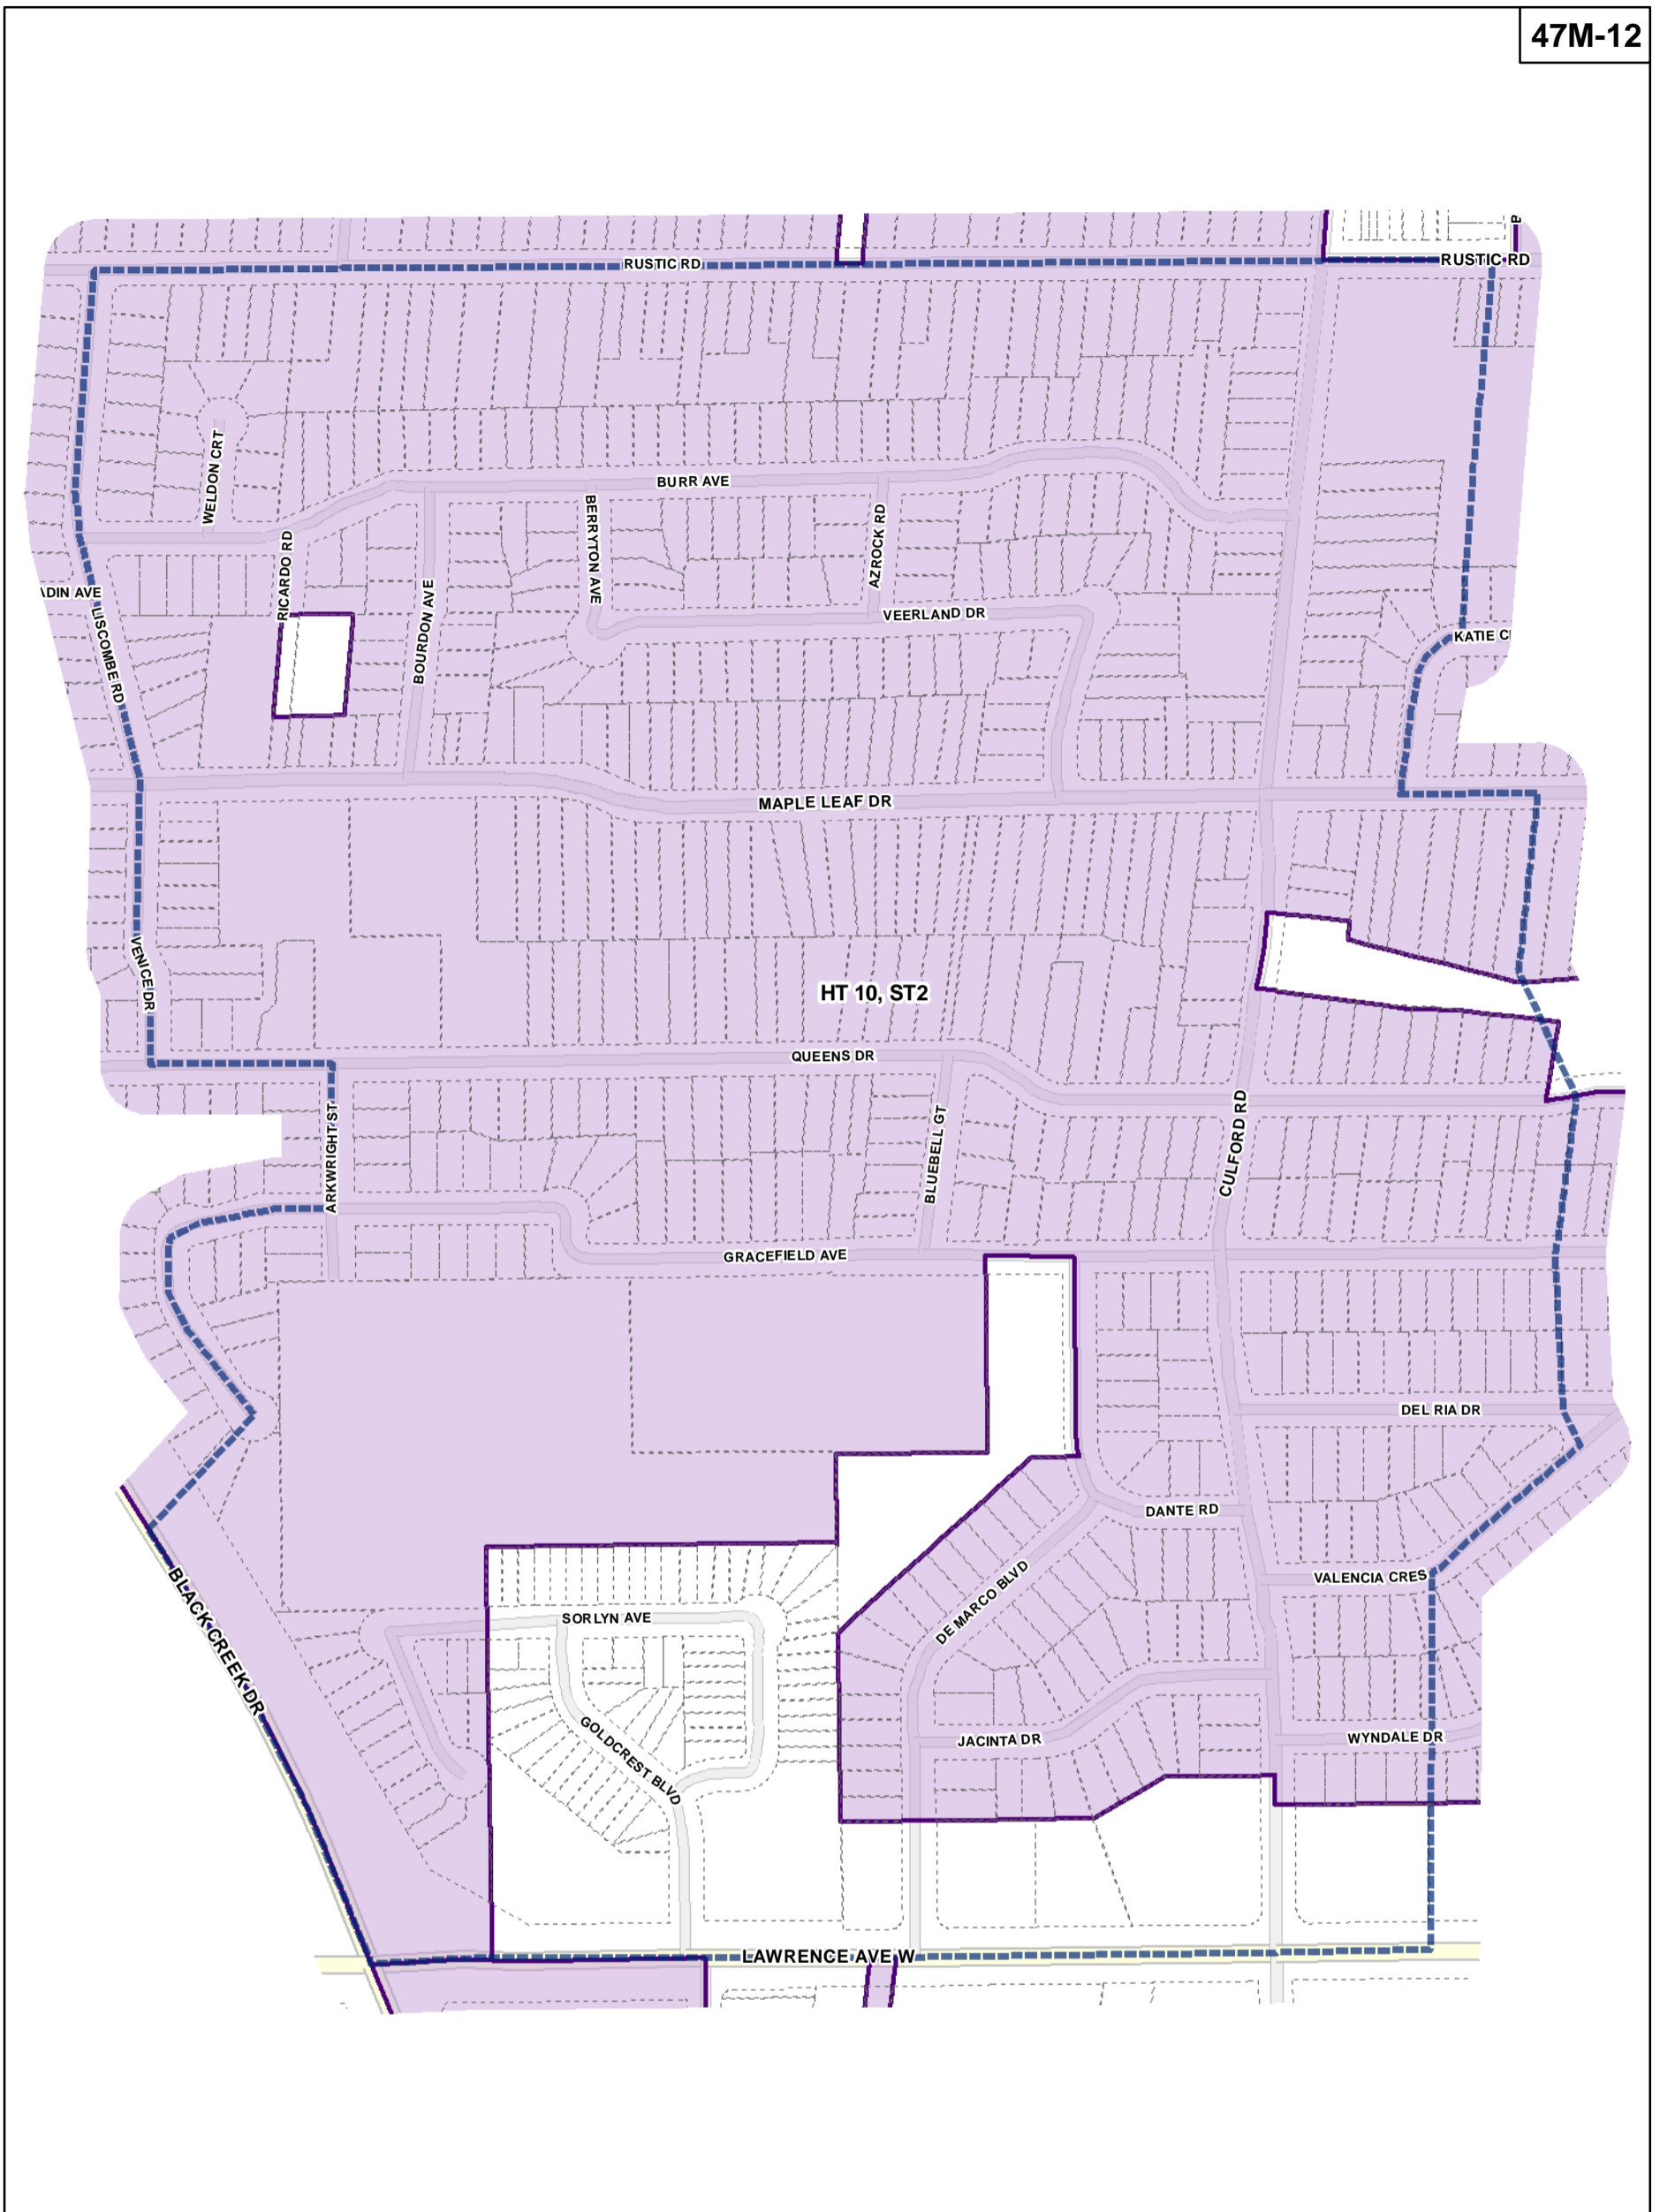 47M-12
B
RUSTIC RD
RUSTIC RD
WELDON CRT
BURR AVE
BERRYTON AVE
AZROCK RD
RICARDO RD
ADIN AVE
BOURDON AVE
VEERLAND DR
LISCOMBE RD
KATIE C
MAPLE LEAF DR
VENICE DR
HT 10, ST2
QUEENS DR
ARKWRIGHT ST
BLUEBELL GT
CULFORD RD
GRACEFIELD AVE
DEL RIA DR
DANTE RD
VALENCIA CRES
DE MARCO BLVD
SORLYN AVE
BLACK CREEK DR
GOLDCREST BLVD
JACINTA DR
WYNDALE DR
LAWRENCE AVE W